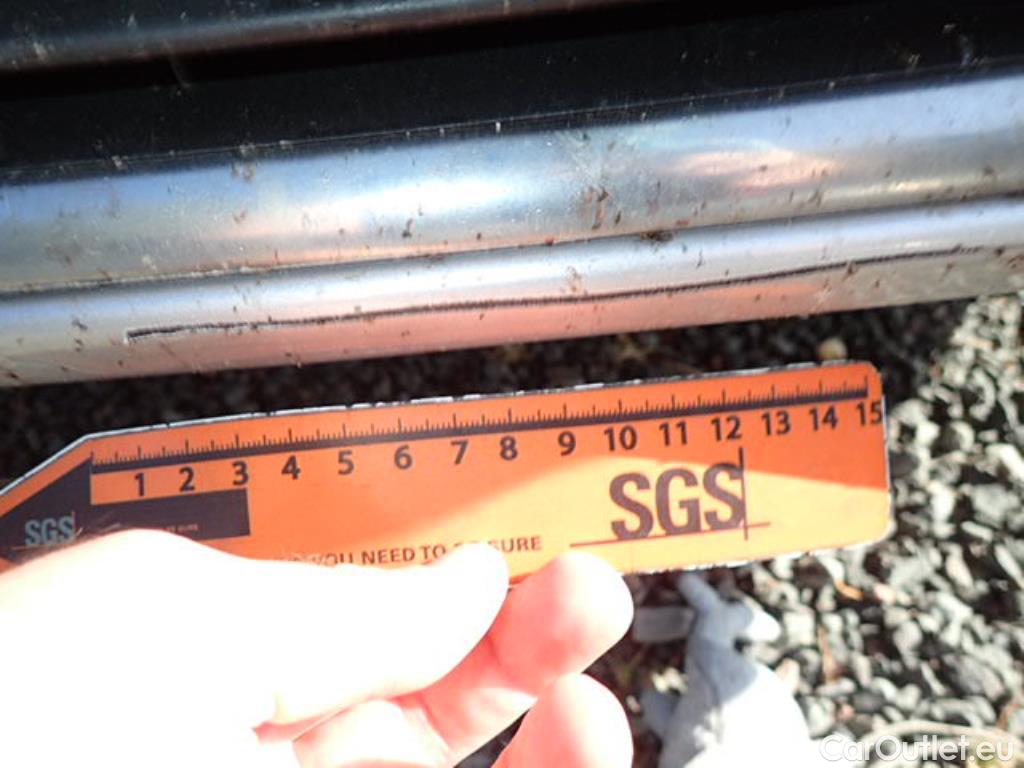 1 2 3 4 5 6 7 8 9 10 11 12 13 14 15
SGS
SGS
YOU NEED TO BE SURE
CarOutlet.eu